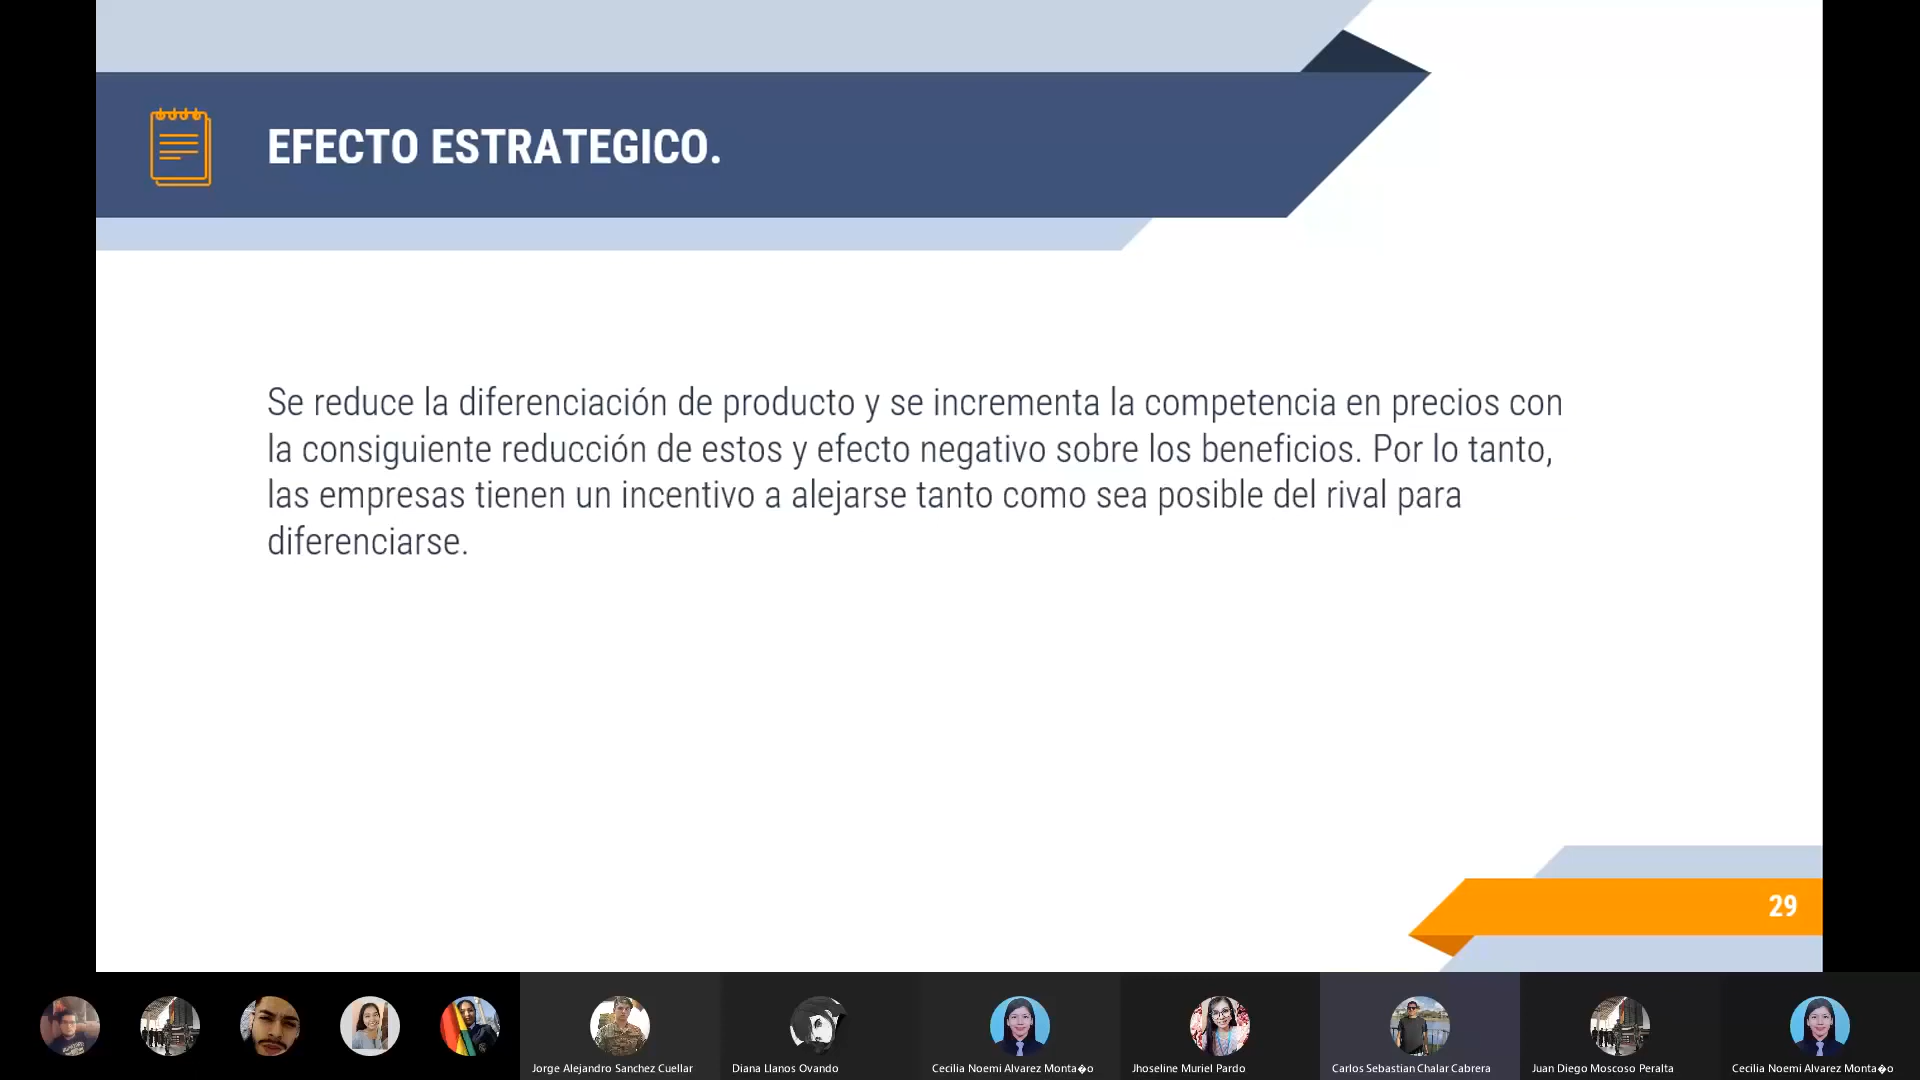 EFECTO ESTRATEGICO.
Se reduce la diferenciación de producto y se incrementa la competencia en precios con
la consiguiente reducción de estos y efecto negativo sobre los beneficios. Por lo tanto,
las empresas tienen un incentivo a alejarse tanto como sea posible del rival para
diferenciarse.
29
Jorge Alejandro Sanchez Cuellar
Diana Llanos Ovando
Cecilia Noemi Alvarez Monta�o
Jhoseline Muriel Pardo
Carlos Sebastian Chalar Cabrera
Juan Diego Moscoso Peralta
Cecilia Noemi Alvarez Monta�o